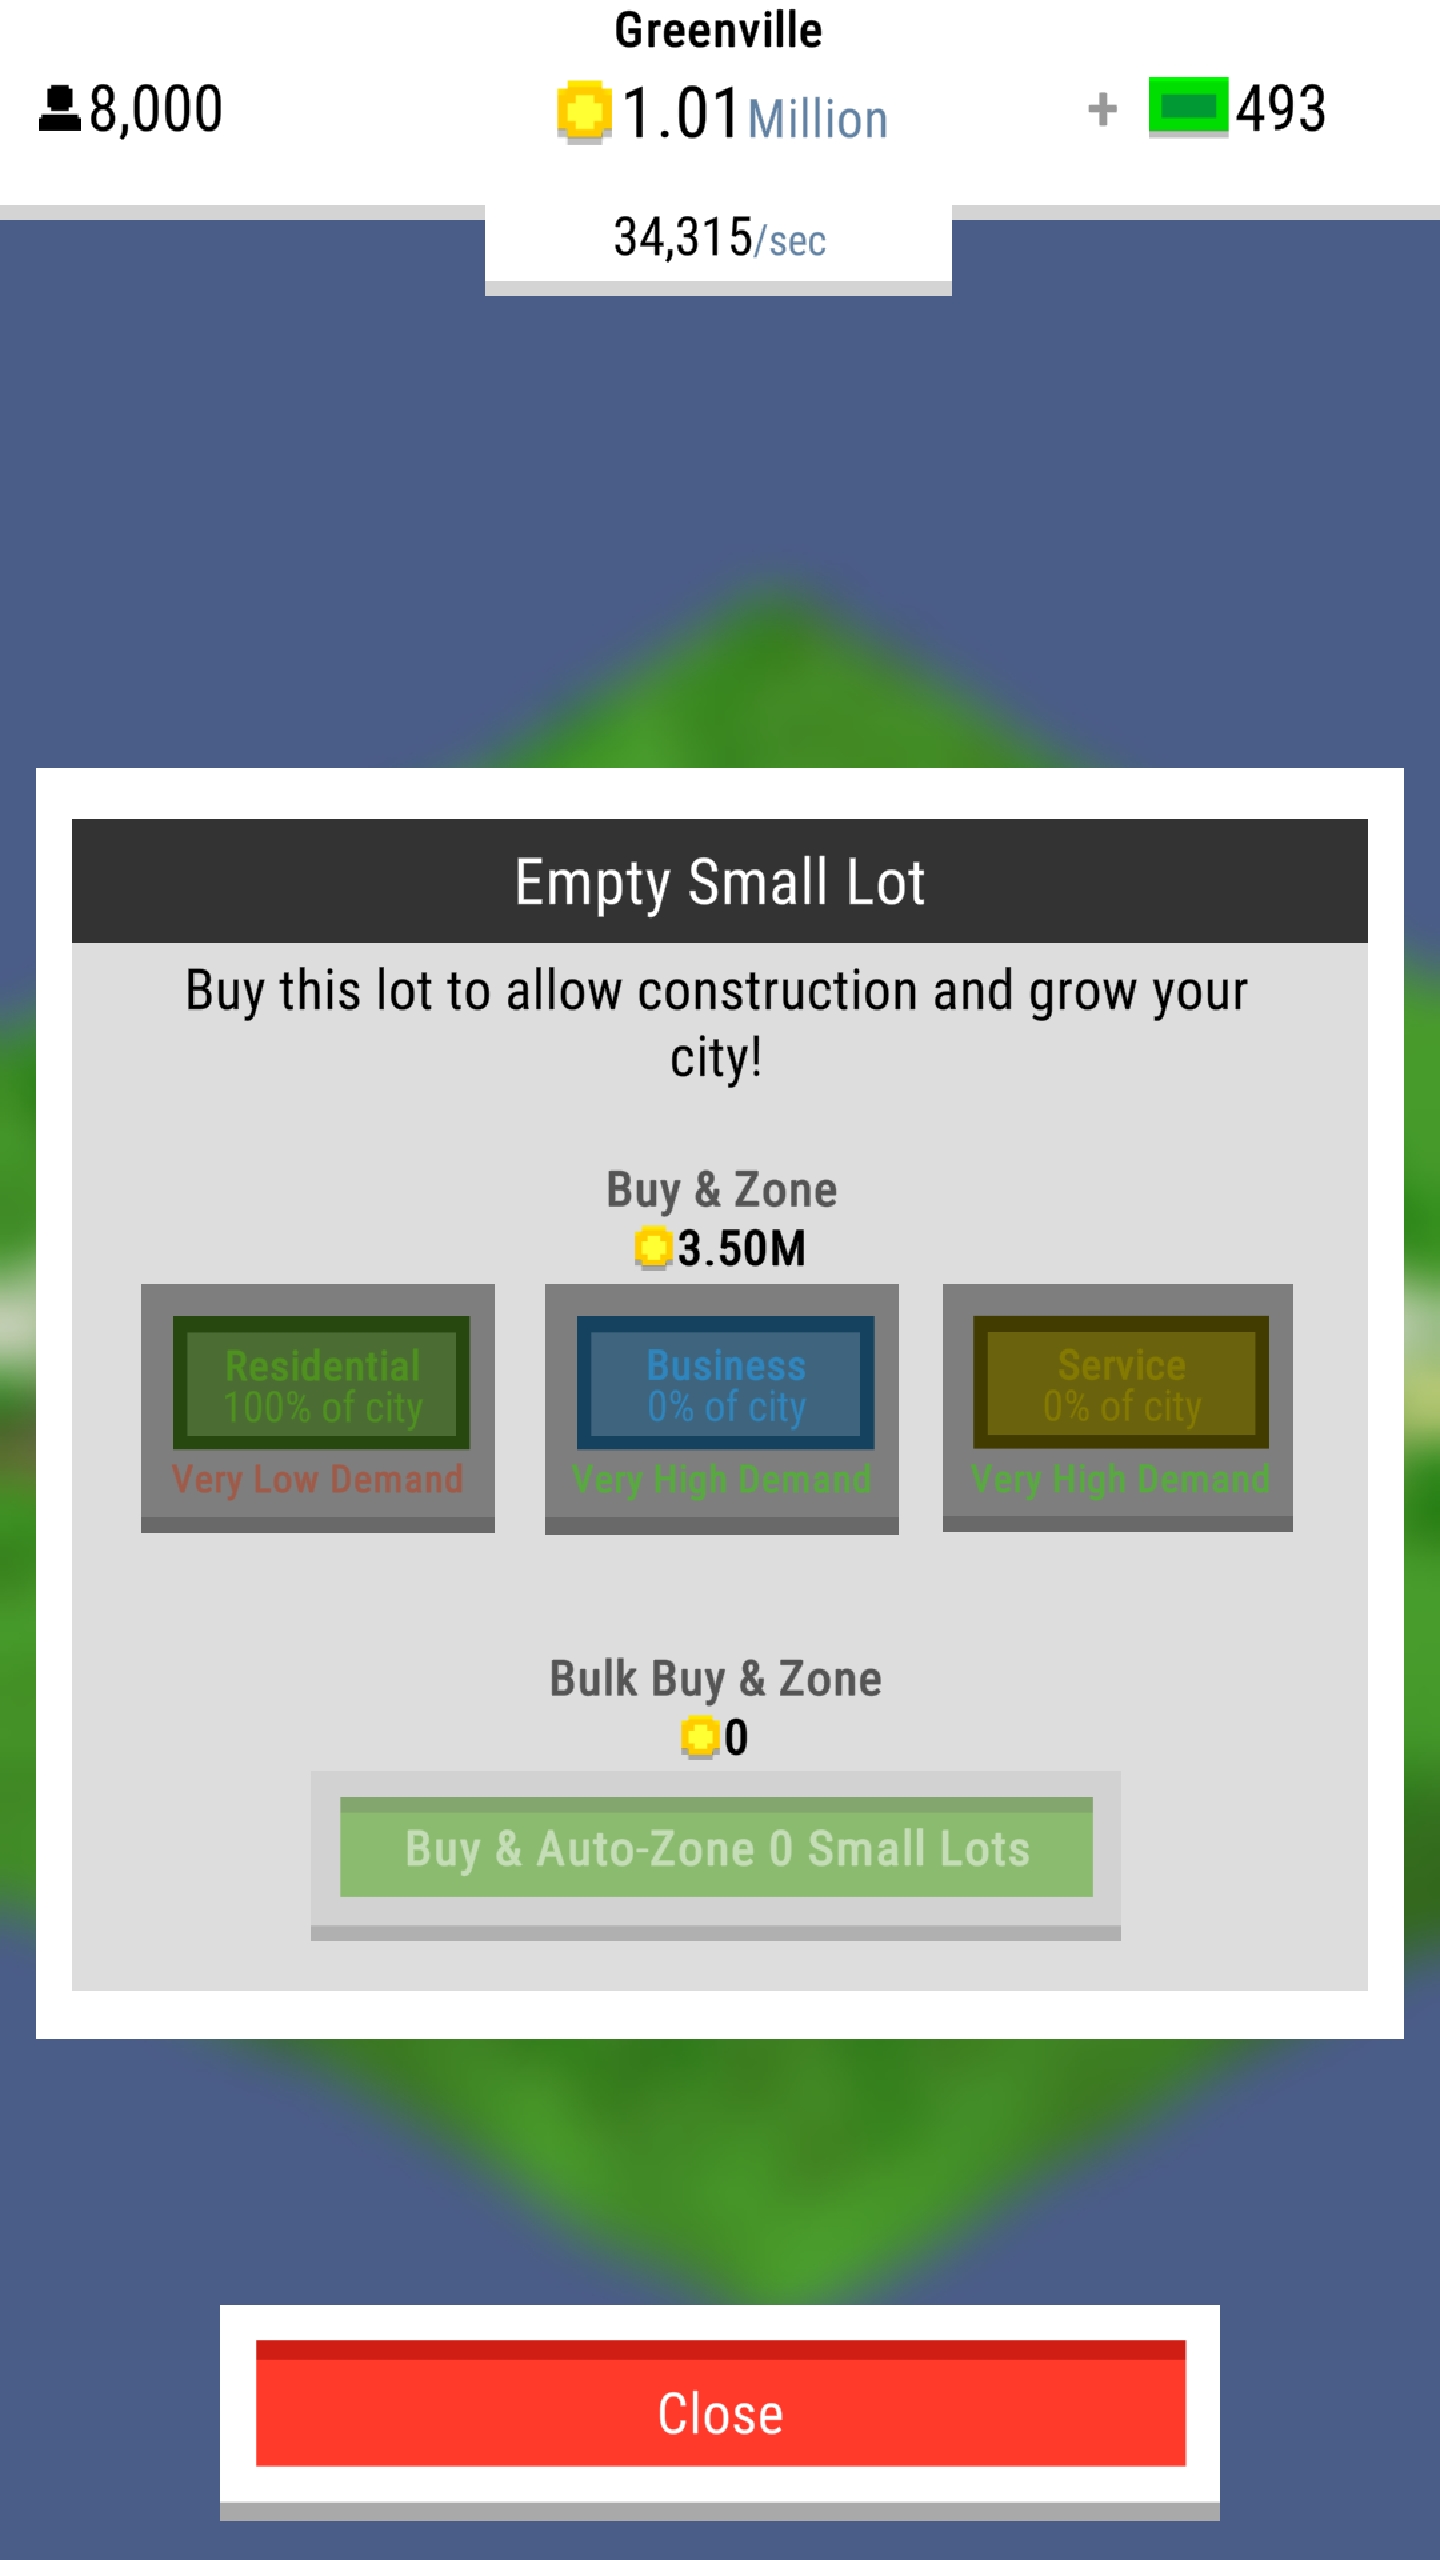 Greenville
8,000
1.01 Million
+ 493
34,315/sec
Empty Small Lot
Buy this lot to allow construction and grow your
city!
Buy & Zone
3.50M
Residential
100% of city
Very Low Demand
Business
0% of city
Very High Demand
Service
0% of city
Very High Demand
Bulk Buy & Zone
0
Buy & Auto-Zone 0 Small Lots
Close